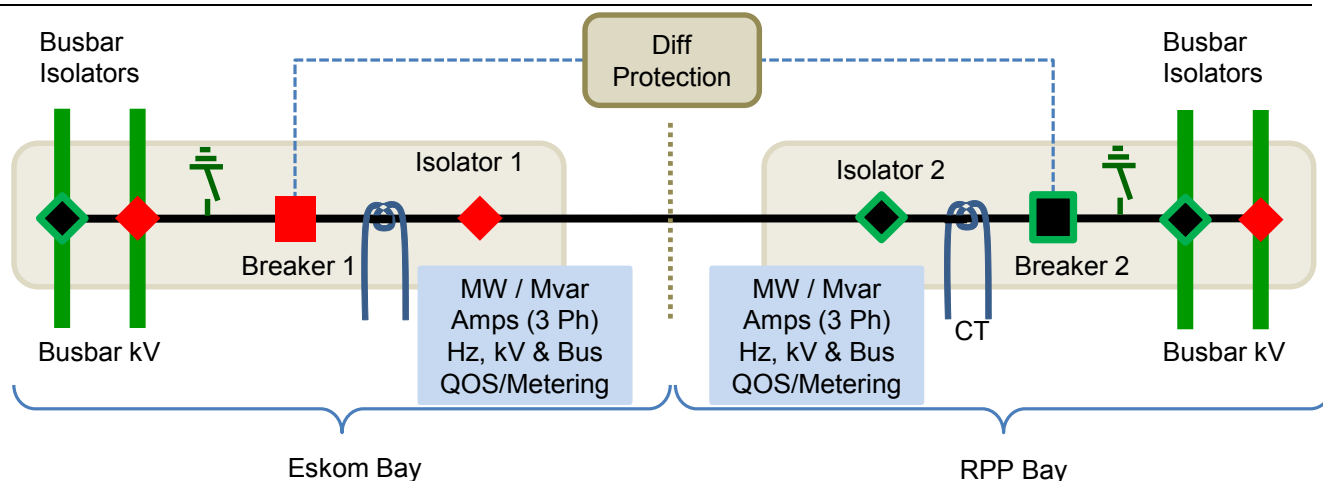 Busbar
Isolators
Diff
Protection
Busbar
Isolators
Isolator 1
Isolator 2
Breaker 1
Breaker 2
MW / Mvar
Amps (3 Ph)
Hz, kV & Bus
QOS/Metering
MW / Mvar
Amps (3 Ph)
Hz, kV & Bus
QOS/Metering
CT
Busbar kV
Busbar kV
Eskom Bay
RPP Bay